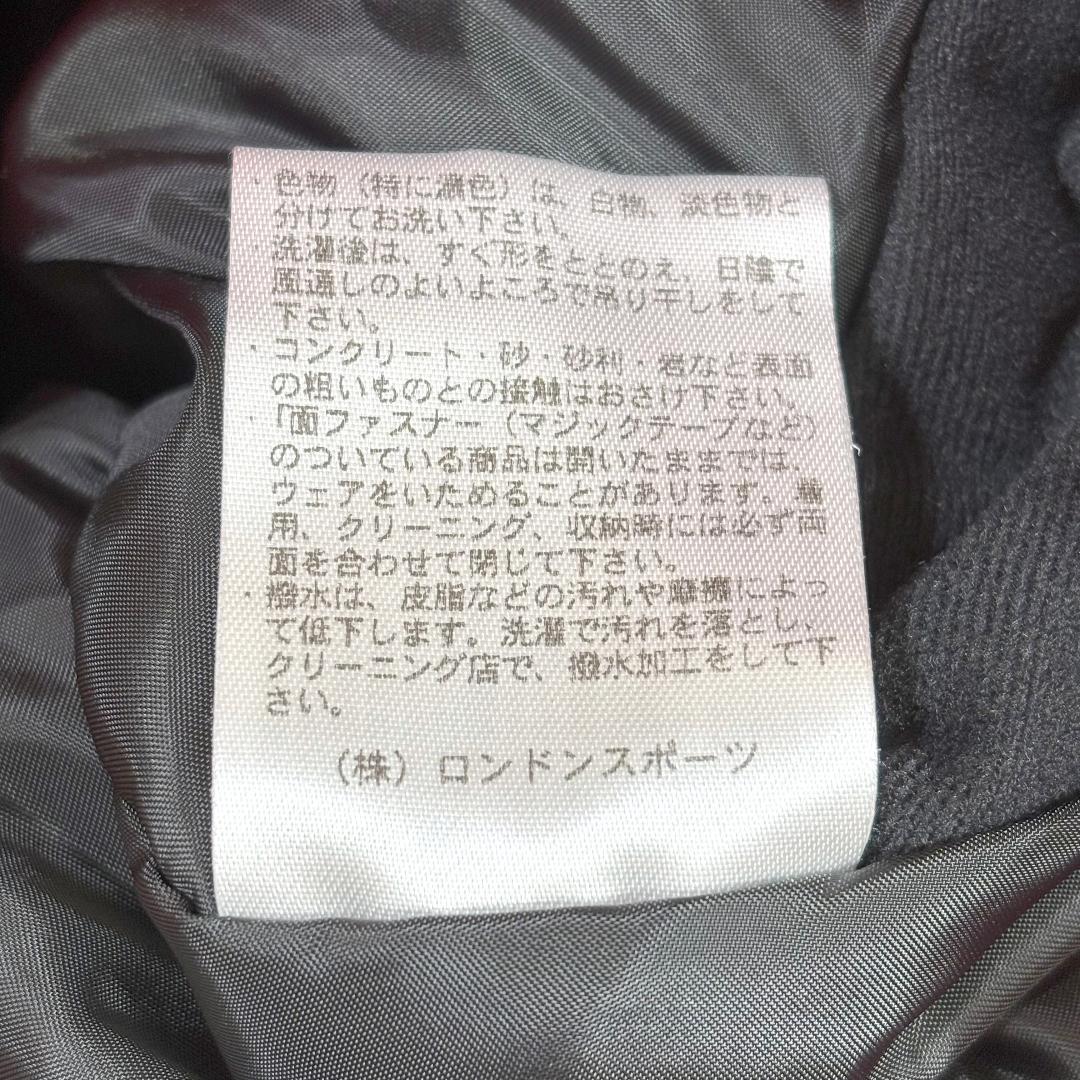 ・色物（特に濃色）は、白物、淡色物と
分けてお洗い下さい。
・洗濯後は、すぐ形をととのえ、日陰で
風通しのよいよころで吊り干しをして
下さい。
・コンクリート・砂・砂利・岩など表面
の粗いものとの接触はおさけ下さい。
・「面ファスナー（マジックテープなど）
のついている商品は開いたままでは、
ウェアをいためることがあります。着
用、クリーニング、収納時には必ず両
面を合わせて閉じて下さい。
・撥水は、皮脂などの汚れや摩擦によっ
て低下します。洗濯で汚れを落とし、
クリーニング店で、撥水加工をして下
さい。
（株）ロンドンスポーツ